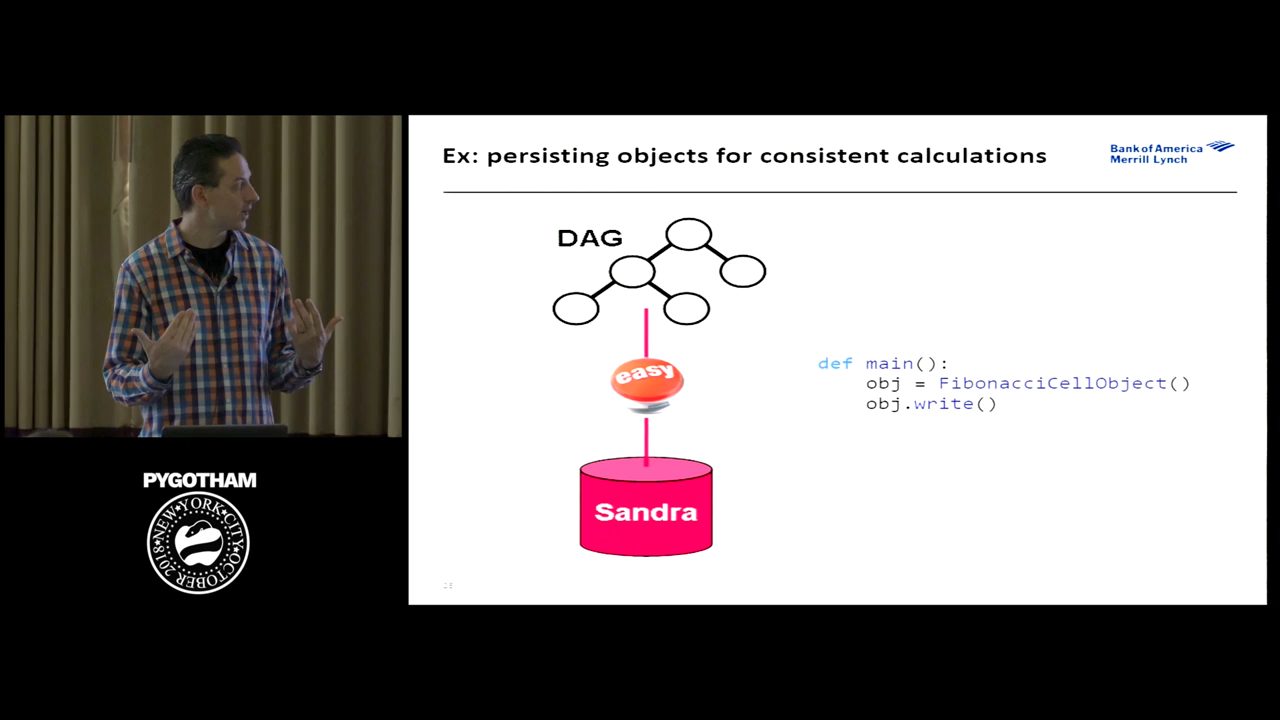 Ex: persisting objects for consistent calculations
Bank of America
Merrill Lynch
DAG
easy
def main():
    obj = FibonacciCellObject()
    obj.write()
Sandra
PYGOTHAM
NEW·YORK·CITY·OCTOBER 2018